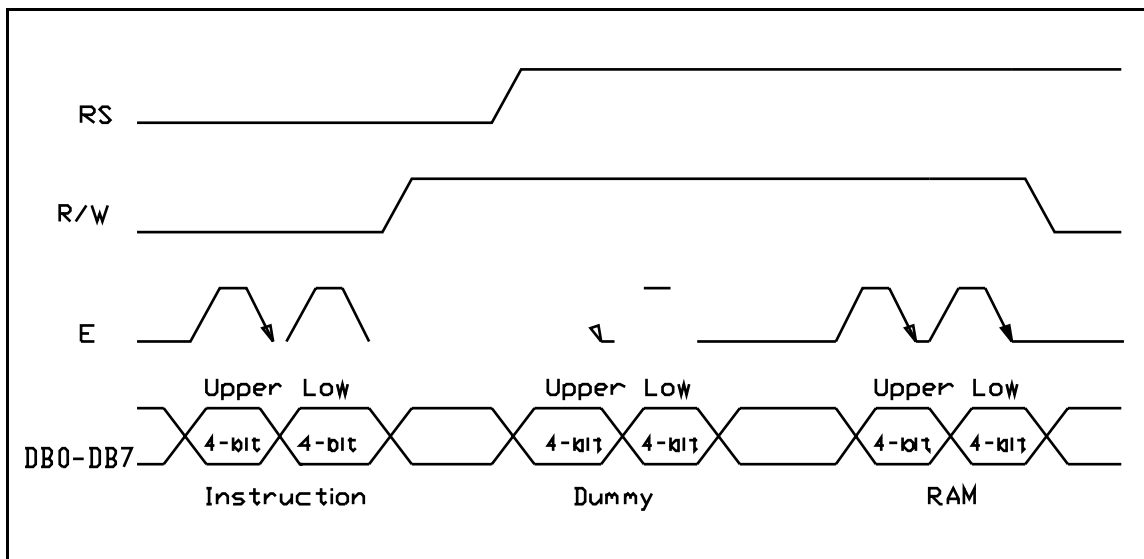 RS
R/W
E
Upper Low Upper Low Upper Low
DB0-DB7 4-bit 4-bit 4-bit 4-bit 4-bit 4-bit
Instruction Dummy RAM